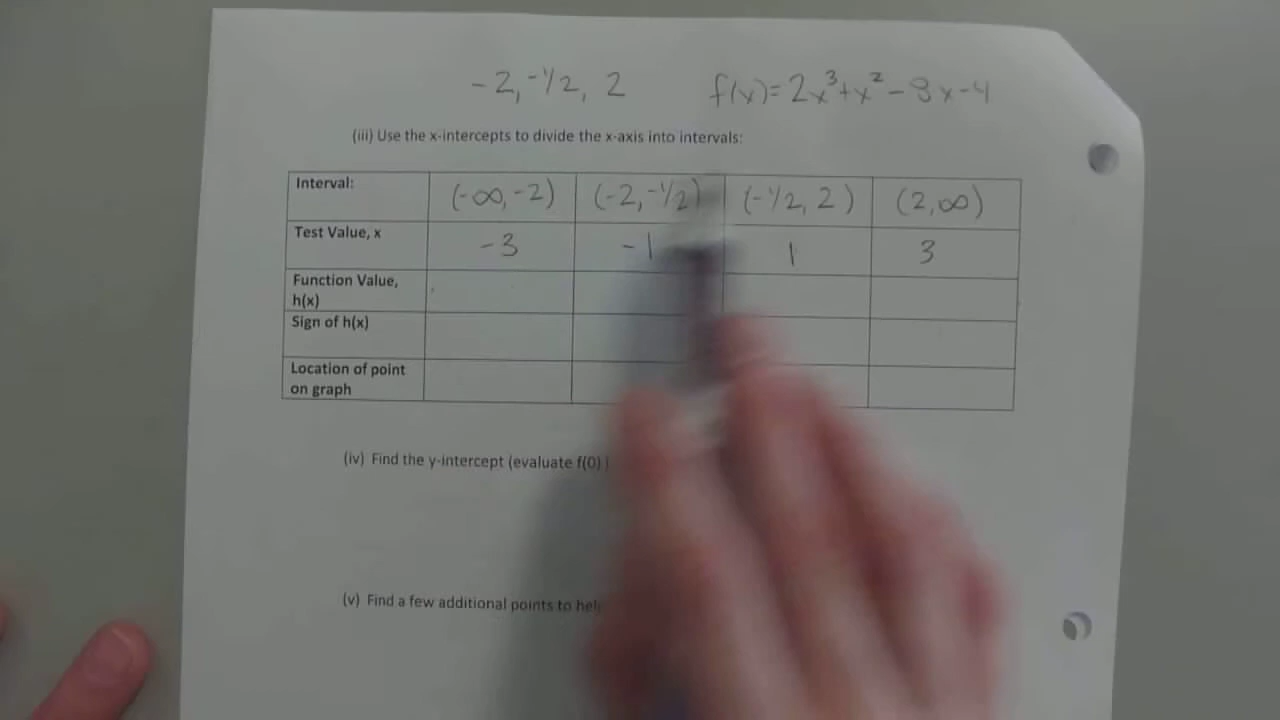 -2, -1/2, 2 f(x)=2x³+x²-8x-4
(iii) Use the x-intercepts to divide the x-axis into intervals:
Interval: (-∞,-2) (-2,-1/2) (-1/2, 2) (2,∞)
Test Value, x -3 -1 1 3
Function Value,
h(x)
Sign of h(x)
Location of point
on graph
(iv) Find the y-intercept (evaluate f(0)
(v) Find a few additional points to help